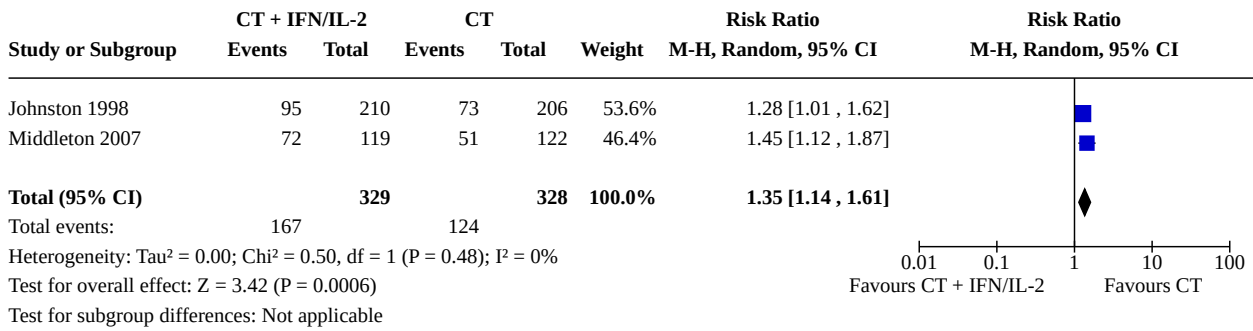 CT + IFN/IL-2 CT Risk Ratio Risk Ratio
Study or Subgroup Events Total Events Total Weight M-H, Random, 95% CI M-H, Random, 95% CI
Johnston 1998 95 210 73 206 53.6% 1.28 [1.01 , 1.62]
Middleton 2007 72 119 51 122 46.4% 1.45 [1.12 , 1.87]
Total (95% CI) 329 328 100.0% 1.35 [1.14 , 1.61]
Total events: 167 124
Heterogeneity: Tau² = 0.00; Chi² = 0.50, df = 1 (P = 0.48); I² = 0%
0.01 0.1 1 10 100
Test for overall effect: Z = 3.42 (P = 0.0006)
Favours CT + IFN/IL-2 Favours CT
Test for subgroup differences: Not applicable